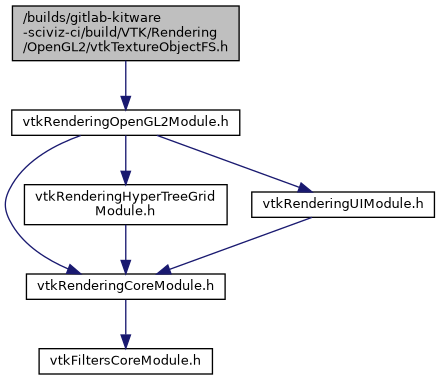 /builds/gitlab-kitware
-sciviz-ci/build/VTK/Rendering
/OpenGL2/vtkTextureObjectFS.h
vtkRenderingOpenGL2Module.h
vtkRenderingHyperTreeGrid
Module.h
vtkRenderingUIModule.h
vtkRenderingCoreModule.h
vtkFiltersCoreModule.h